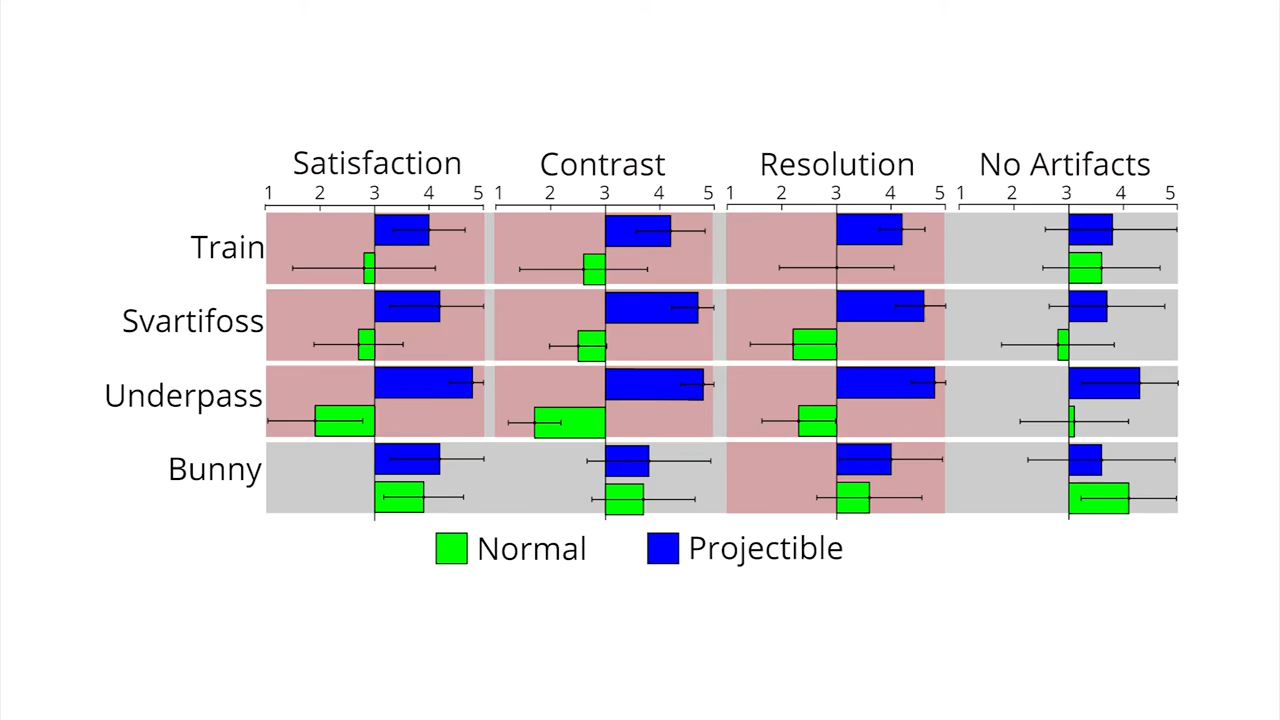 Satisfaction Contrast Resolution No Artifacts
1 2 3 4 5 1 2 3 4 5 1 2 3 4 5 1 2 3 4 5
Train
Svartifoss
Underpass
Bunny
Normal Projectible